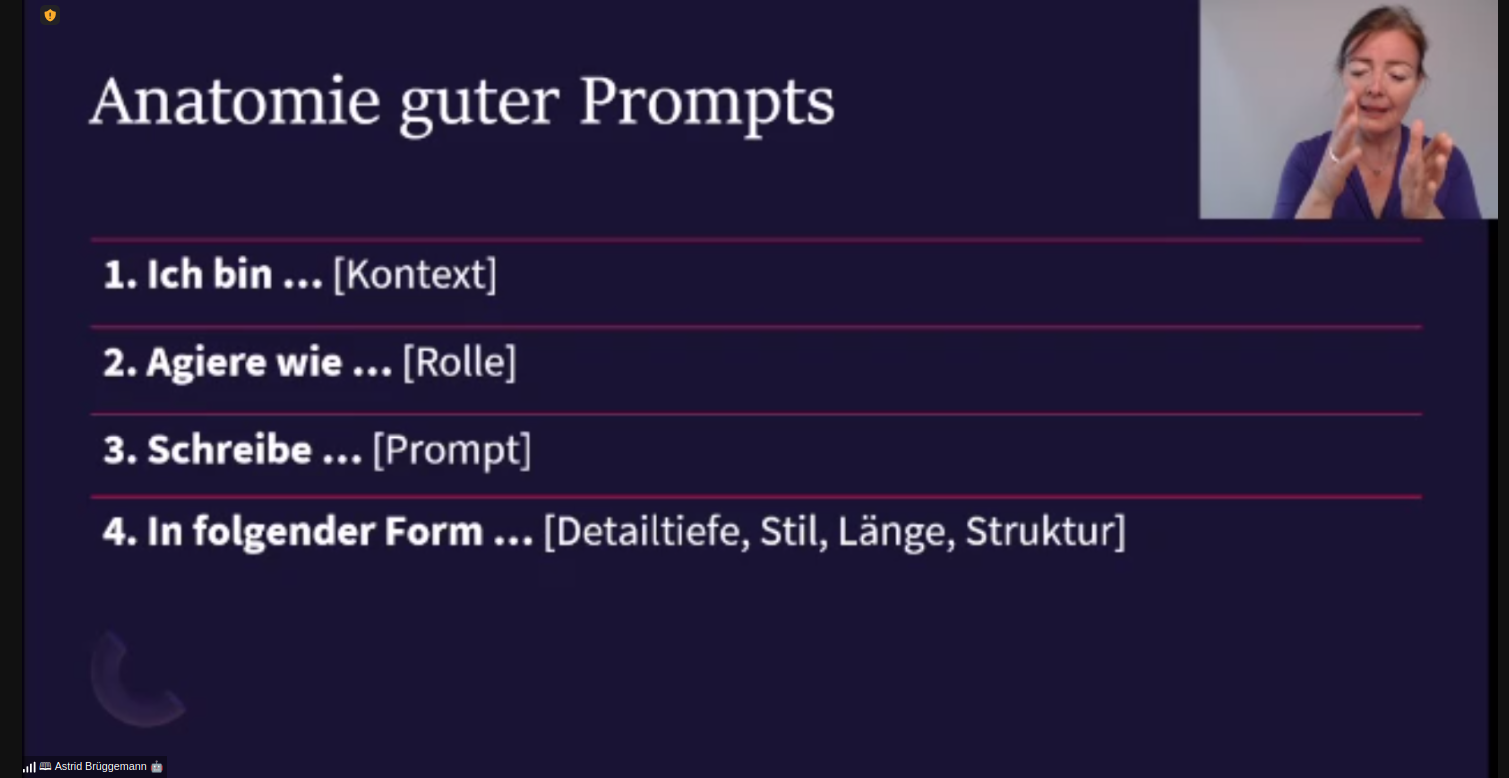 Anatomie guter Prompts
1. Ich bin ... [Kontext]
2. Agiere wie ... [Rolle]
3. Schreibe ... [Prompt]
4. In folgender Form ... [Detailtiefe, Stil, Länge, Struktur]
Astrid Brüggemann